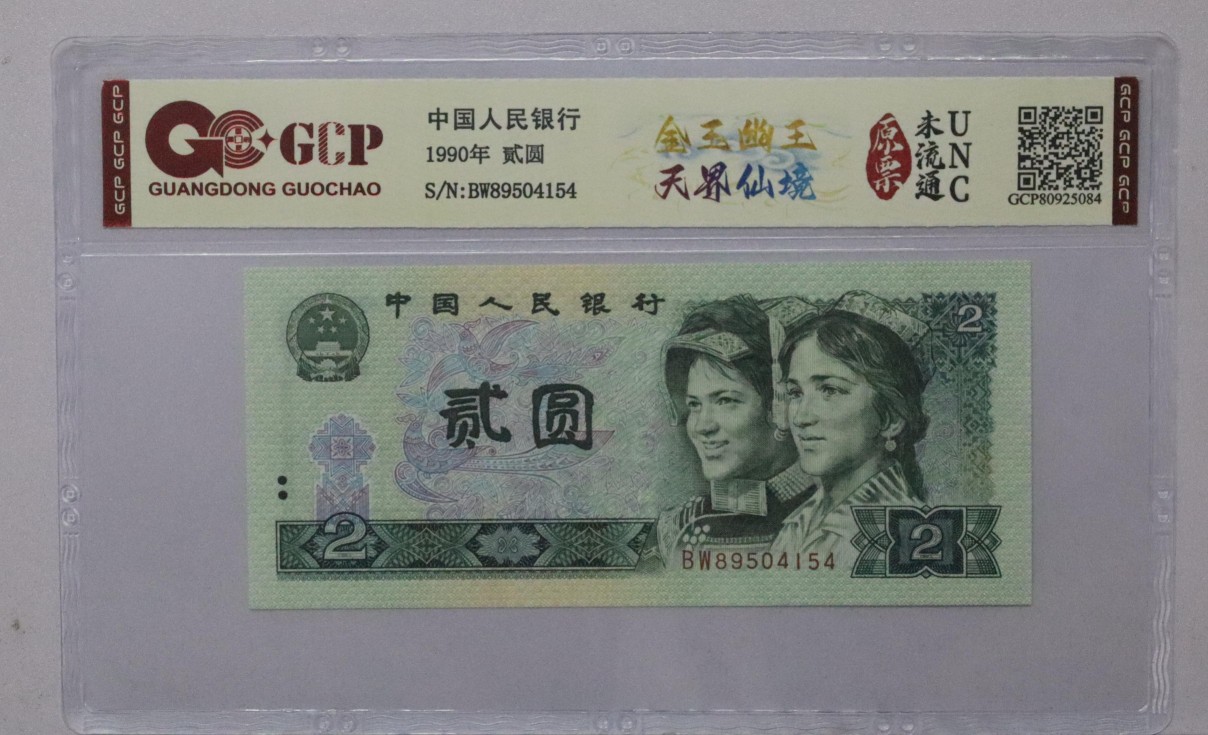 GCP GCP GCP
GCP
GUANGDONG GUOCHAO
中国人民银行
1990年 贰圆
S/N:BW89504154
金玉幽王
天界仙境
原票
未流通
UNC
GCP80925084
GCP GCP GCP
中国人民银行
2
贰圆
2
BW89504154
2